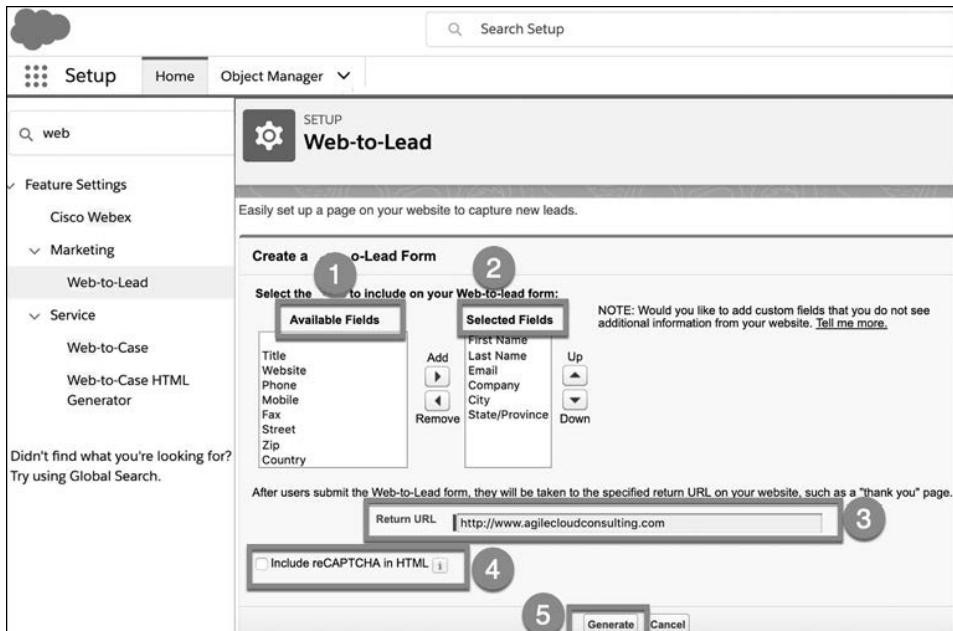 Search Setup
Setup
Home
Object Manager
web
SETUP
Web-to-Lead
Feature Settings
Cisco Webex
Marketing
Web-to-Lead
Service
Web-to-Case
Web-to-Case HTML
Generator
Didn't find what you're looking for?
Try using Global Search.
Easily set up a page on your website to capture new leads.
Create a o-Lead Form
1
2
Select the to include on your Web-to-lead form:
Available Fields
Selected Fields
NOTE: Would you like to add custom fields that you do not see
additional information from your website. Tell me more.
Title
Website
Phone
Mobile
Fax
Street
Zip
Country
Add
Remove
First Name
Last Name
Email
Company
City
State/Province
Up
Down
After users submit the Web-to-Lead form, they will be taken to the specified return URL on your website, such as a "thank you" page.
Return URL http://www.agilecloudconsulting.com
3
Include reCAPTCHA in HTML i
4
5
Generate Cancel